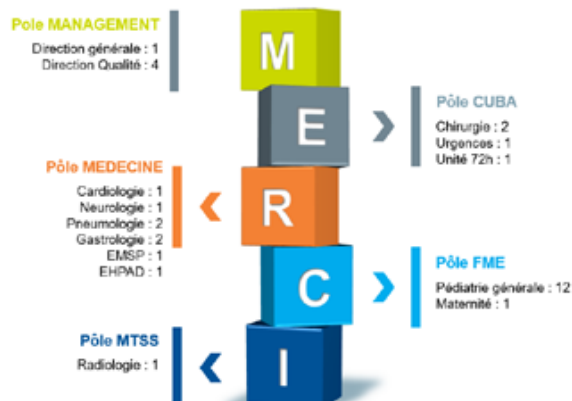 Pole MANAGEMENT
Direction générale : 1
Direction Qualité : 4
M
E
Pôle CUBA
Chirurgie : 2
Urgences : 1
Unité 72h : 1
Pôle MEDECINE
Cardiologie : 1
Neurologie : 1
Pneumologie : 2
Gastrologie : 2
EMSP : 1
EHPAD : 1
R
C
Pôle FME
Pédiatrie générale : 12
Maternité : 1
Pôle MTSS
Radiologie : 1
I